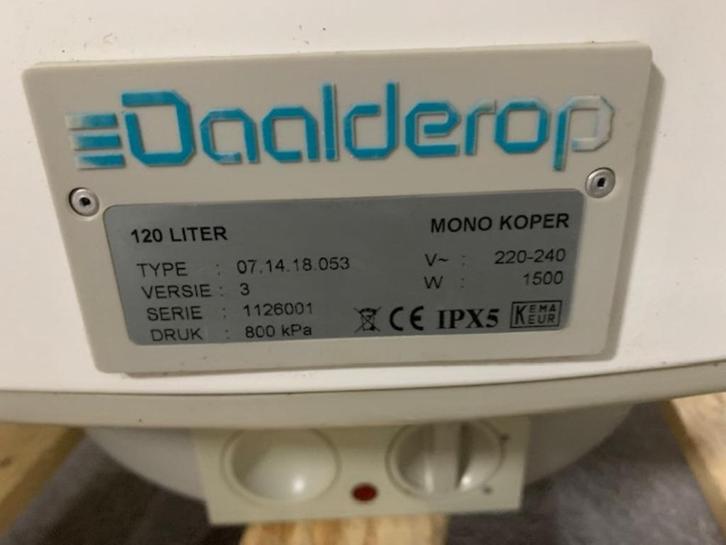 Daalderop
120 LITER MONO KOPER
TYPE : 07.14.18.053 V~ : 220-240
VERSIE : 3 W : 1500
SERIE : 1126001
DRUK : 800 kPa CE IPX5 KEMA KEUR